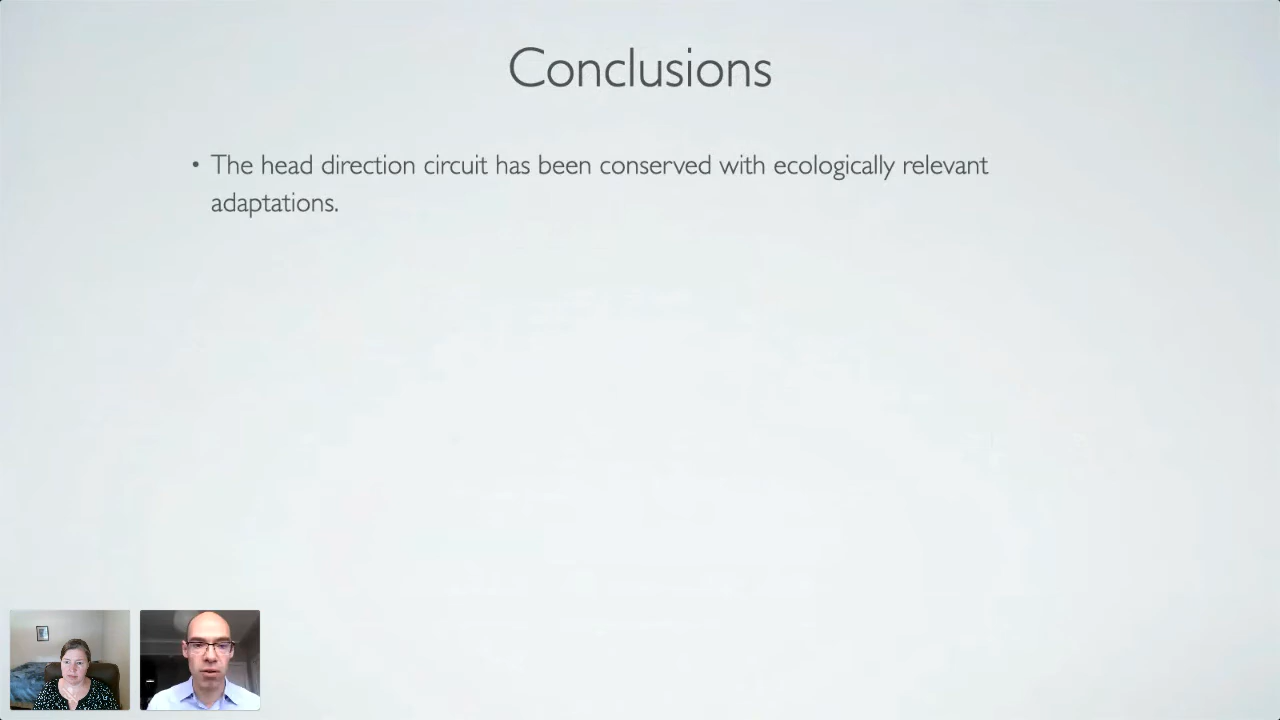 Conclusions
• The head direction circuit has been conserved with ecologically relevant
adaptations.